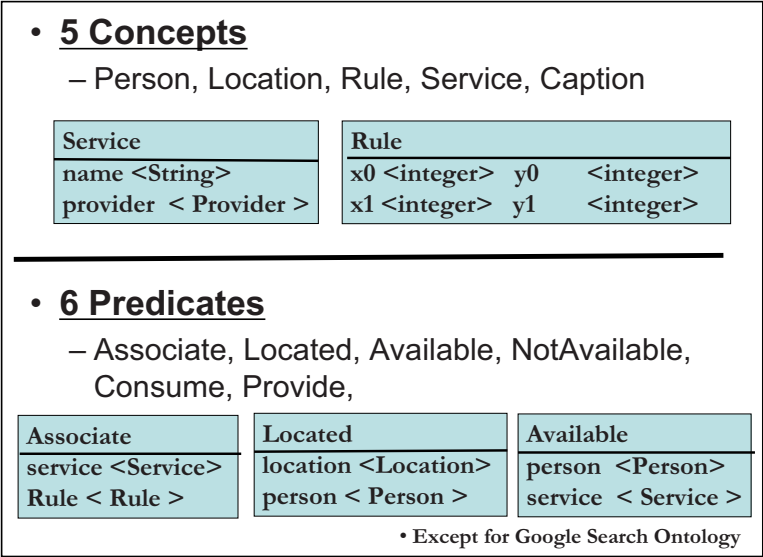 • 5 Concepts
– Person, Location, Rule, Service, Caption
Service
name <String>
provider < Provider >
Rule
x0 <integer> y0 <integer>
x1 <integer> y1 <integer>
• 6 Predicates
– Associate, Located, Available, NotAvailable,
Consume, Provide,
Associate
service <Service>
Rule < Rule >
Located
location <Location>
person < Person >
Available
person <Person>
service < Service >
• Except for Google Search Ontology